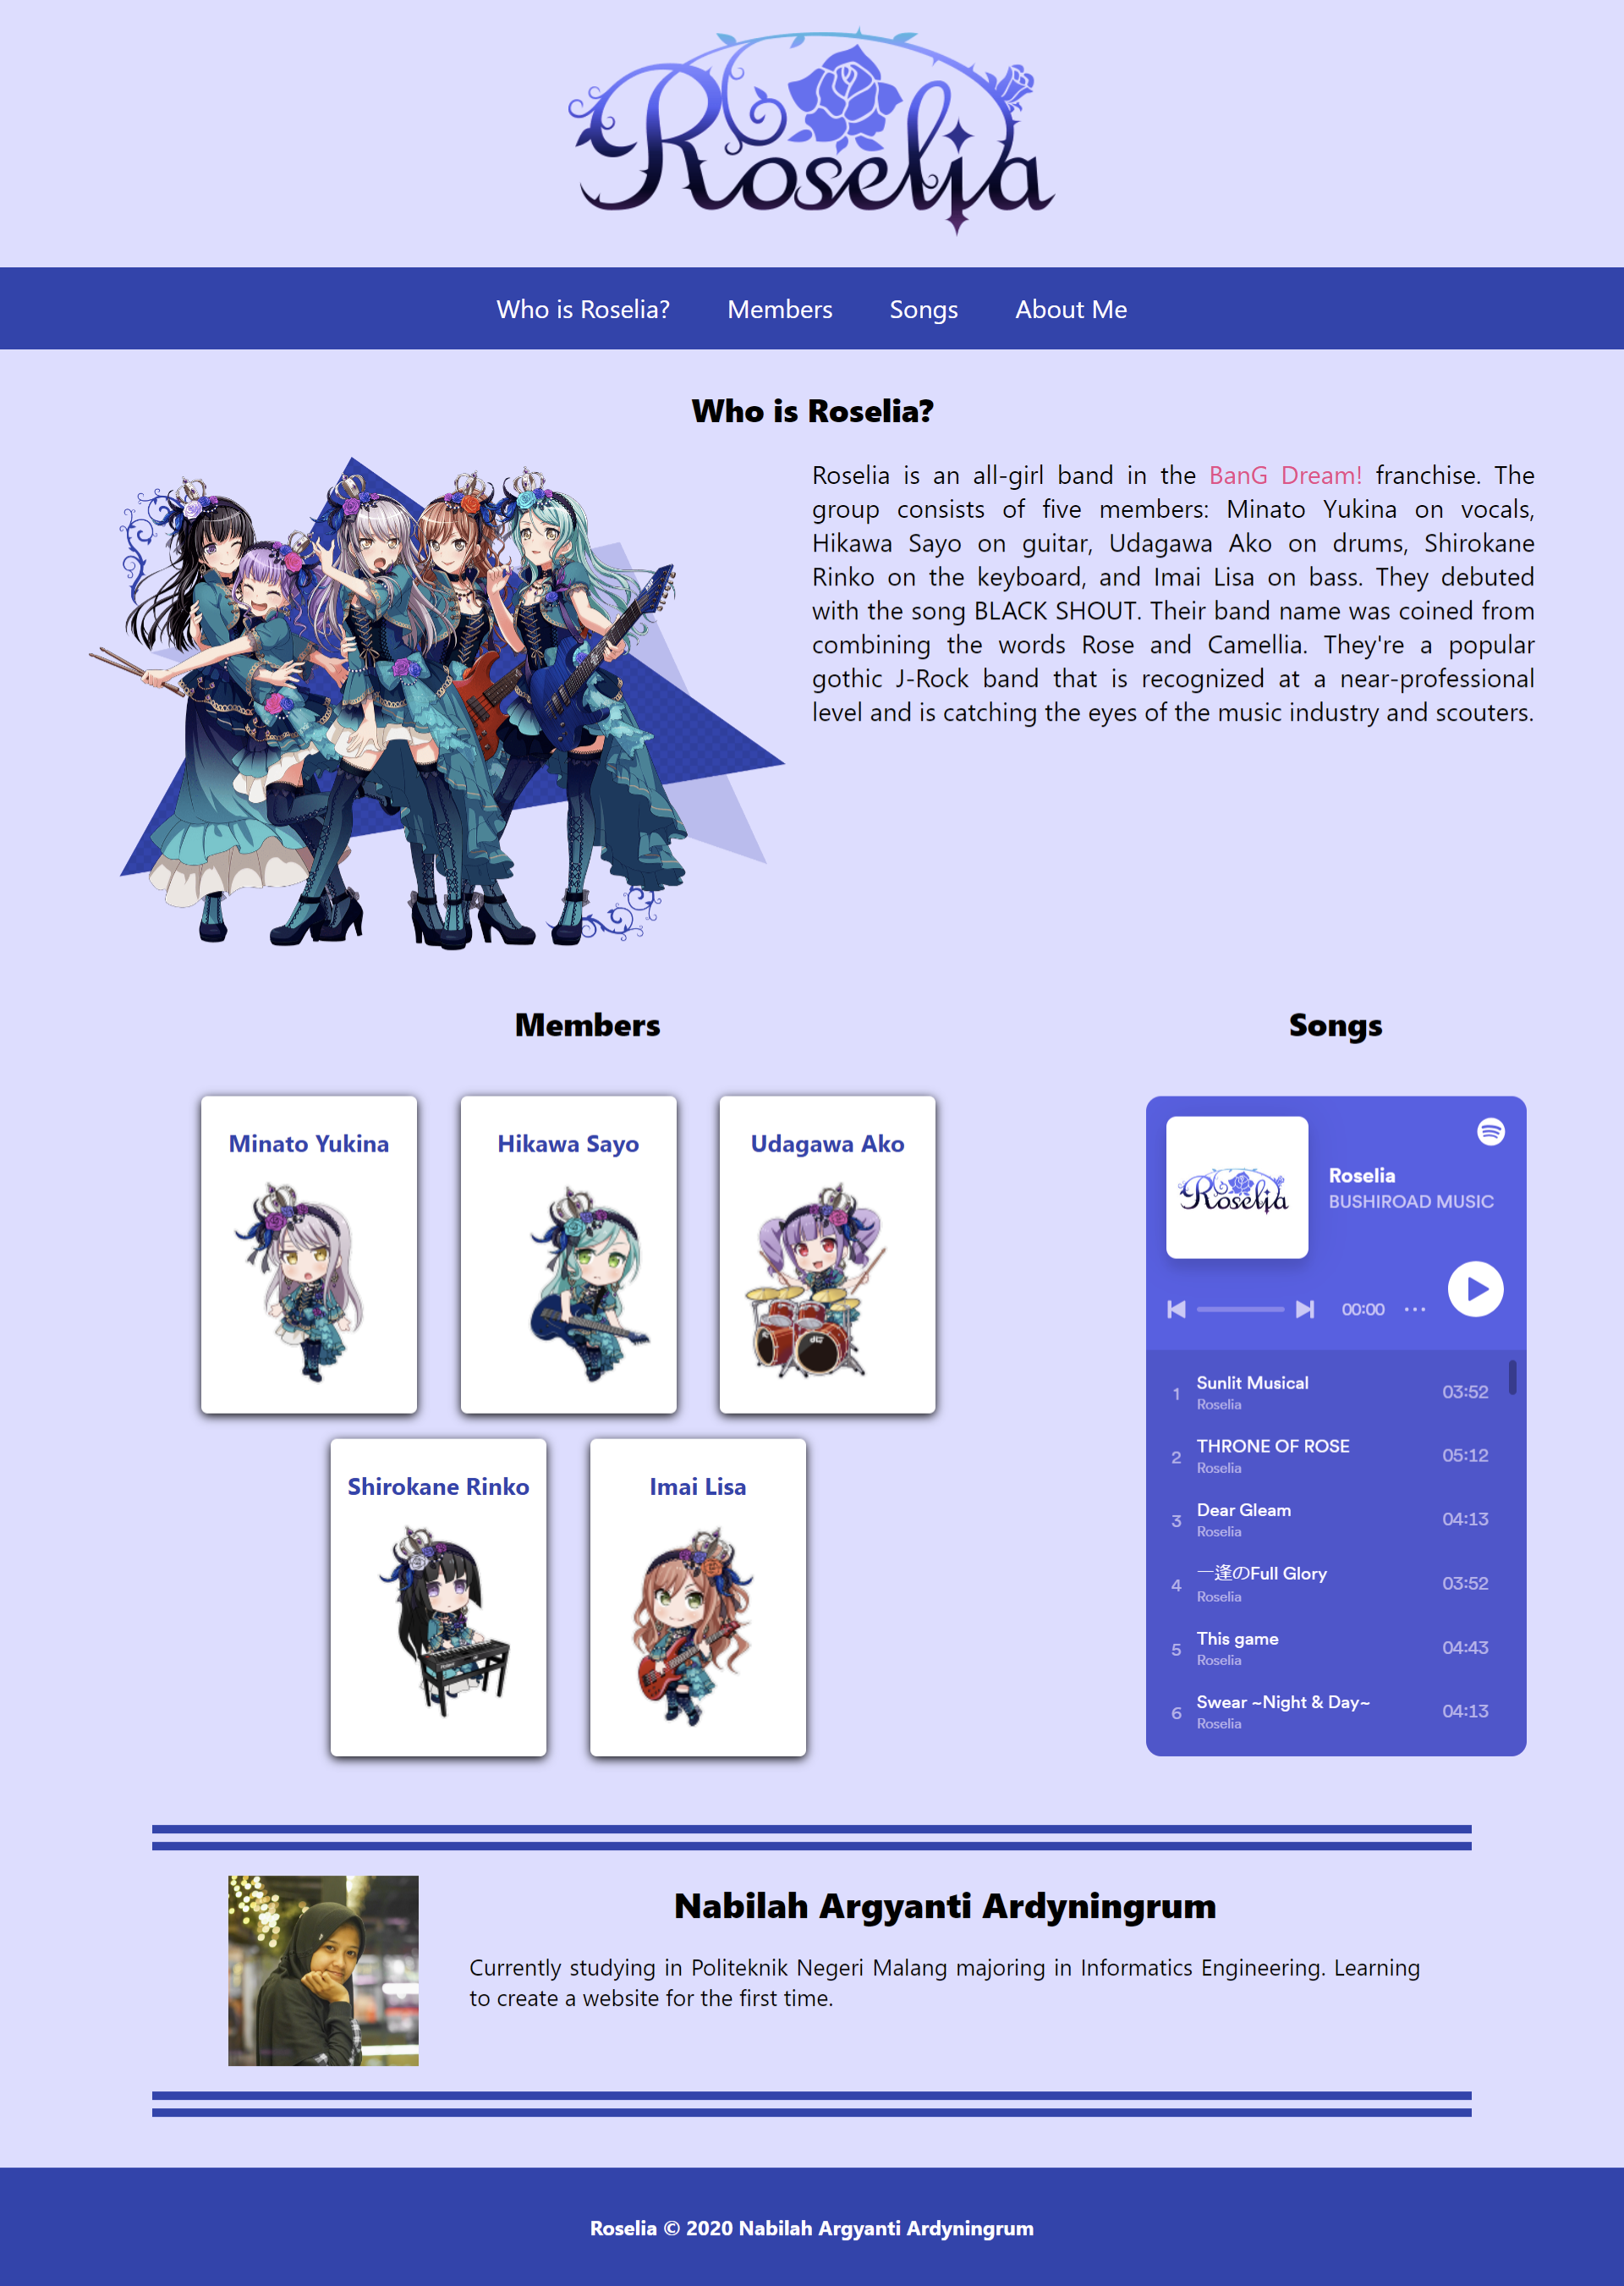 Roselia
Who is Roselia?
Members
Songs
About Me
Who is Roselia?
Roselia is an all-girl band in the BanG Dream! franchise. The
group consists of five members: Minato Yukina on vocals,
Hikawa Sayo on guitar, Udagawa Ako on drums, Shirokane
Rinko on the keyboard, and Imai Lisa on bass. They debuted
with the song BLACK SHOUT. Their band name was coined from
combining the words Rose and Camellia. They're a popular
gothic J-Rock band that is recognized at a near-professional
level and is catching the eyes of the music industry and scouters.
Members
Minato Yukina
Hikawa Sayo
Udagawa Ako
Shirokane Rinko
Imai Lisa
Songs
Roselia
Roselia
BUSHIROAD MUSIC
00:00
1 Sunlit Musical 03:52
Roselia
2 THRONE OF ROSE 05:12
Roselia
3 Dear Gleam 04:13
Roselia
4 一逢のFull Glory 03:52
Roselia
5 This game 04:43
Roselia
6 Swear ~Night & Day~ 04:13
Roselia
Nabilah Argyanti Ardyningrum
Currently studying in Politeknik Negeri Malang majoring in Informatics Engineering. Learning
to create a website for the first time.
Roselia © 2020 Nabilah Argyanti Ardyningrum